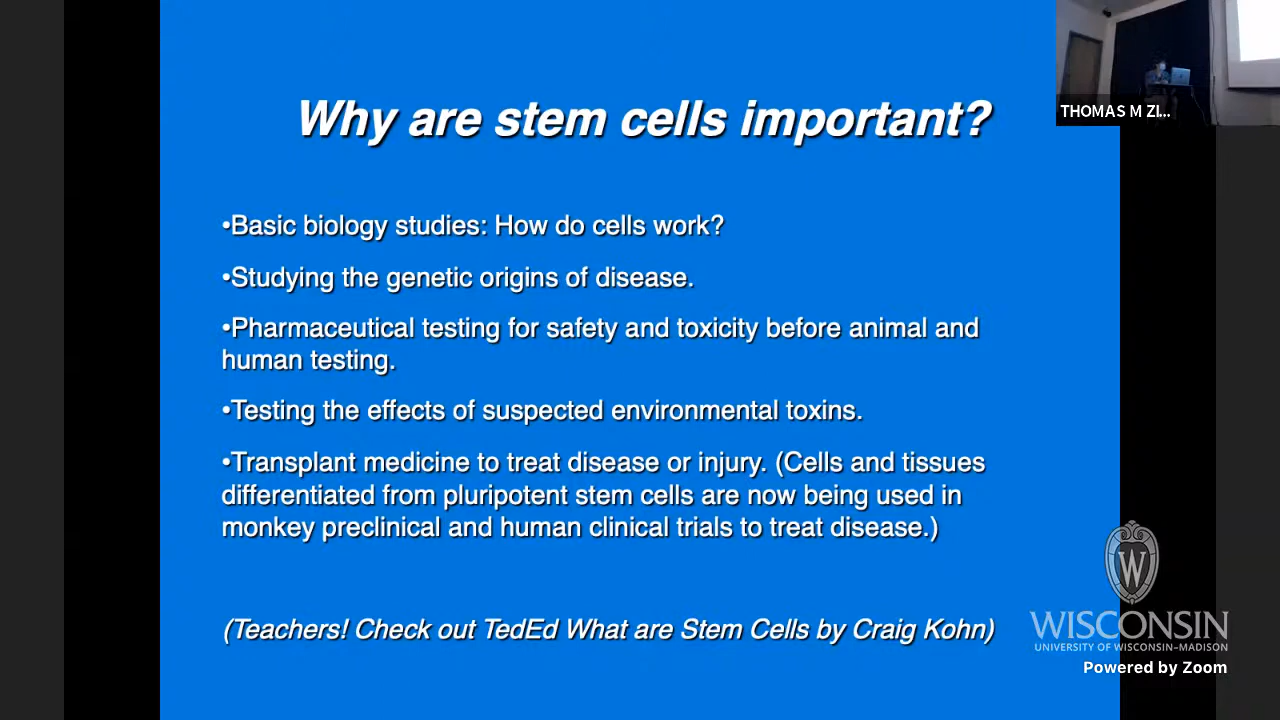 Why are stem cells important?
THOMAS M ZI...
•Basic biology studies: How do cells work?
•Studying the genetic origins of disease.
•Pharmaceutical testing for safety and toxicity before animal and
human testing.
•Testing the effects of suspected environmental toxins.
•Transplant medicine to treat disease or injury. (Cells and tissues
differentiated from pluripotent stem cells are now being used in
monkey preclinical and human clinical trials to treat disease.)
(Teachers! Check out TedEd What are Stem Cells by Craig Kohn)
W
WISCONSIN
UNIVERSITY OF WISCONSIN–MADISON
Powered by Zoom